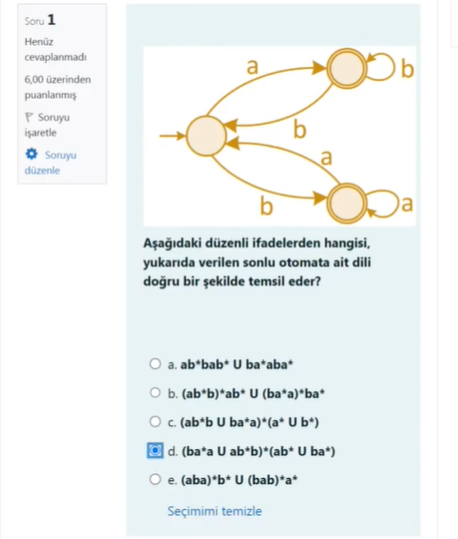 Soru 1
Henüz
cevaplanmadı
6,00 üzerinden
puanlanmış
Soruyu
işaretle
Soruyu
düzenle
a
b
b
a
b
a
Aşağıdaki düzenli ifadelerden hangisi,
yukarıda verilen sonlu otomata ait dili
doğru bir şekilde temsil eder?
a. ab*bab* U ba*aba*
b. (ab*b)*ab* U (ba*a)*ba*
c. (ab*b U ba*a)*(a* U b*)
d. (ba*a U ab*b)*(ab* U ba*)
e. (aba)*b* U (bab)*a*
Seçimimi temizle